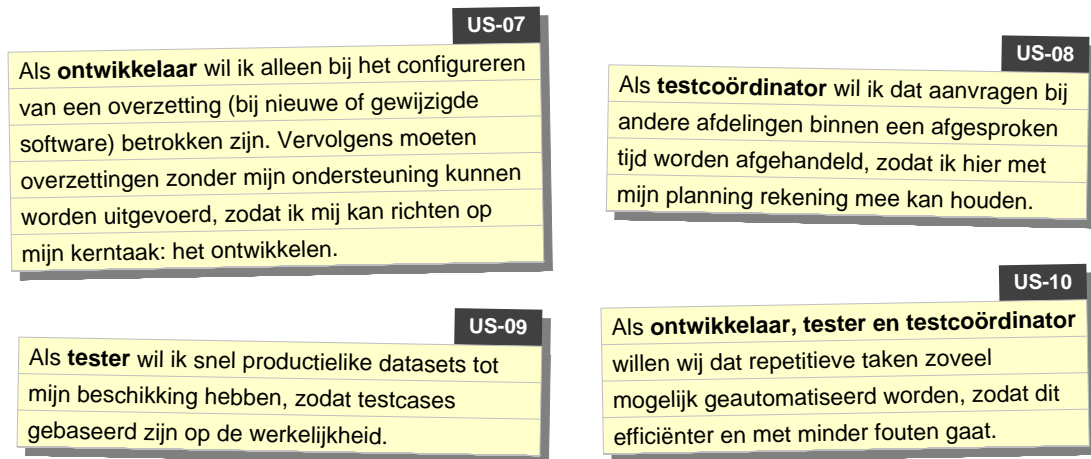 US-07
Als ontwikkelaar wil ik alleen bij het configureren
van een overzetting (bij nieuwe of gewijzigde
software) betrokken zijn. Vervolgens moeten
overzettingen zonder mijn ondersteuning kunnen
worden uitgevoerd, zodat ik mij kan richten op
mijn kerntaak: het ontwikkelen.
US-08
Als testcoördinator wil ik dat aanvragen bij
andere afdelingen binnen een afgesproken
tijd worden afgehandeld, zodat ik hier met
mijn planning rekening mee kan houden.
US-09
Als tester wil ik snel productielike datasets tot
mijn beschikking hebben, zodat testcases
gebaseerd zijn op de werkelijkheid.
US-10
Als ontwikkelaar, tester en testcoördinator
willen wij dat repetitieve taken zoveel
mogelijk geautomatiseerd worden, zodat dit
efficiënter en met minder fouten gaat.